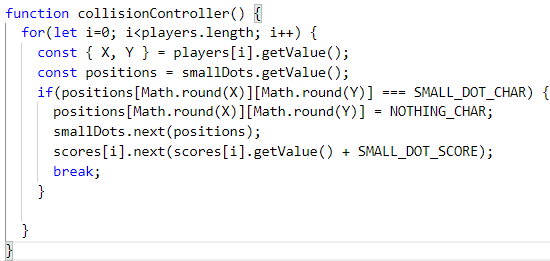 function collisionController() {
for(let i=0; i<players.length; i++) {
const { X, Y } = players[i].getValue();
const positions = smallDots.getValue();
if(positions[Math.round(X)][Math.round(Y)] === SMALL_DOT_CHAR) {
positions[Math.round(X)][Math.round(Y)] = NOTHING_CHAR;
smallDots.next(positions);
scores[i].next(scores[i].getValue() + SMALL_DOT_SCORE);
break;
}
}
}